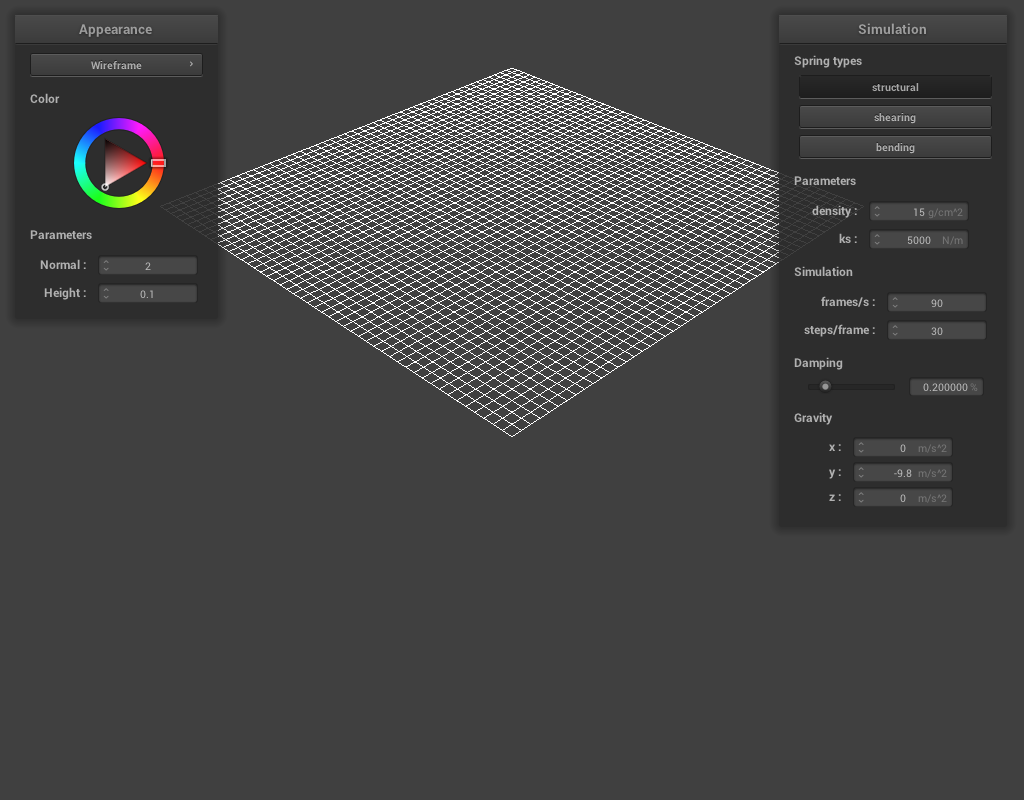 Appearance
Wireframe
Color
Parameters
Normal : 2
Height : 0.1
Simulation
Spring types
structural
shearing
bending
Parameters
density : 15 g/cm^2
ks : 5000 N/m
Simulation
frames/s : 90
steps/frame : 30
Damping
0.200000 %
Gravity
x : 0 m/s^2
y : -9.8 m/s^2
z : 0 m/s^2